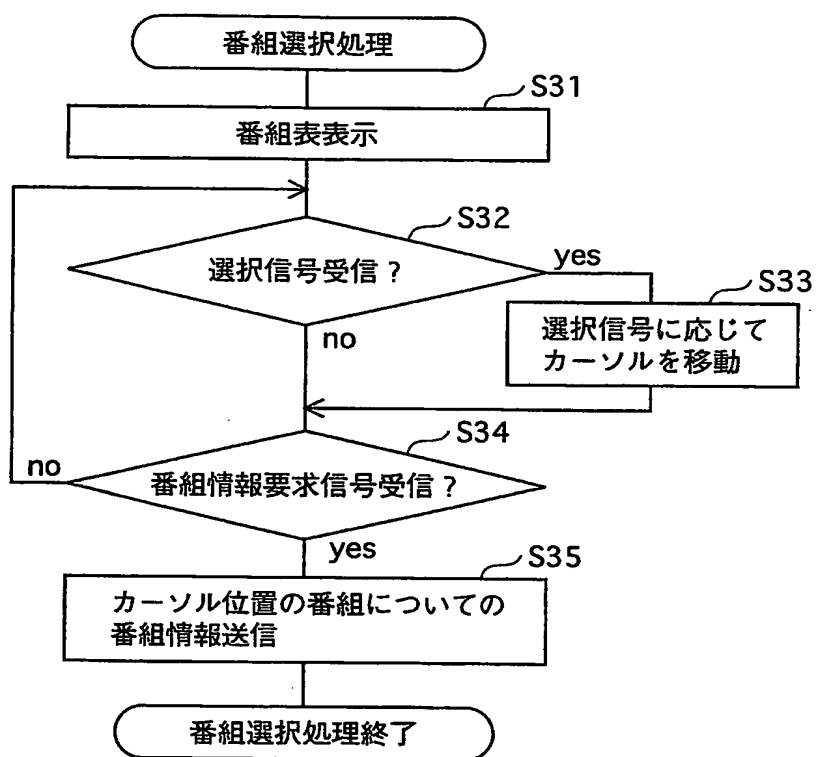 番組選択処理
S31
番組表表示
S32
選択信号受信？
yes
S33
選択信号に応じて
カーソルを移動
no
S34
番組情報要求信号受信？
no
yes
S35
カーソル位置の番組についての
番組情報送信
番組選択処理終了